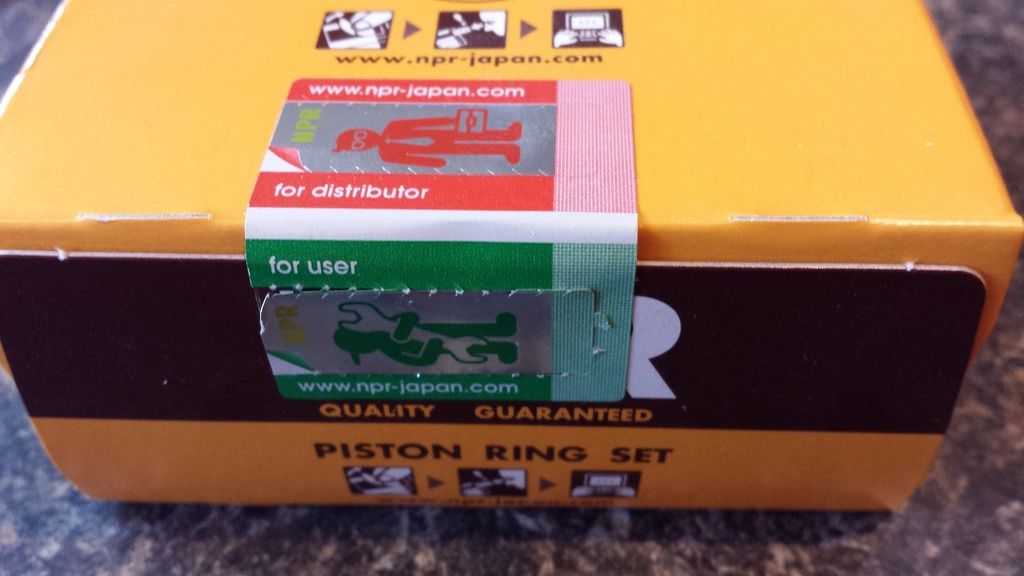 www.npr-japan.com
www.npr-japan.com
NPR
for distributor
for user
NPR
www.npr-japan.com
R
QUALITY GUARANTEED
PISTON RING SET